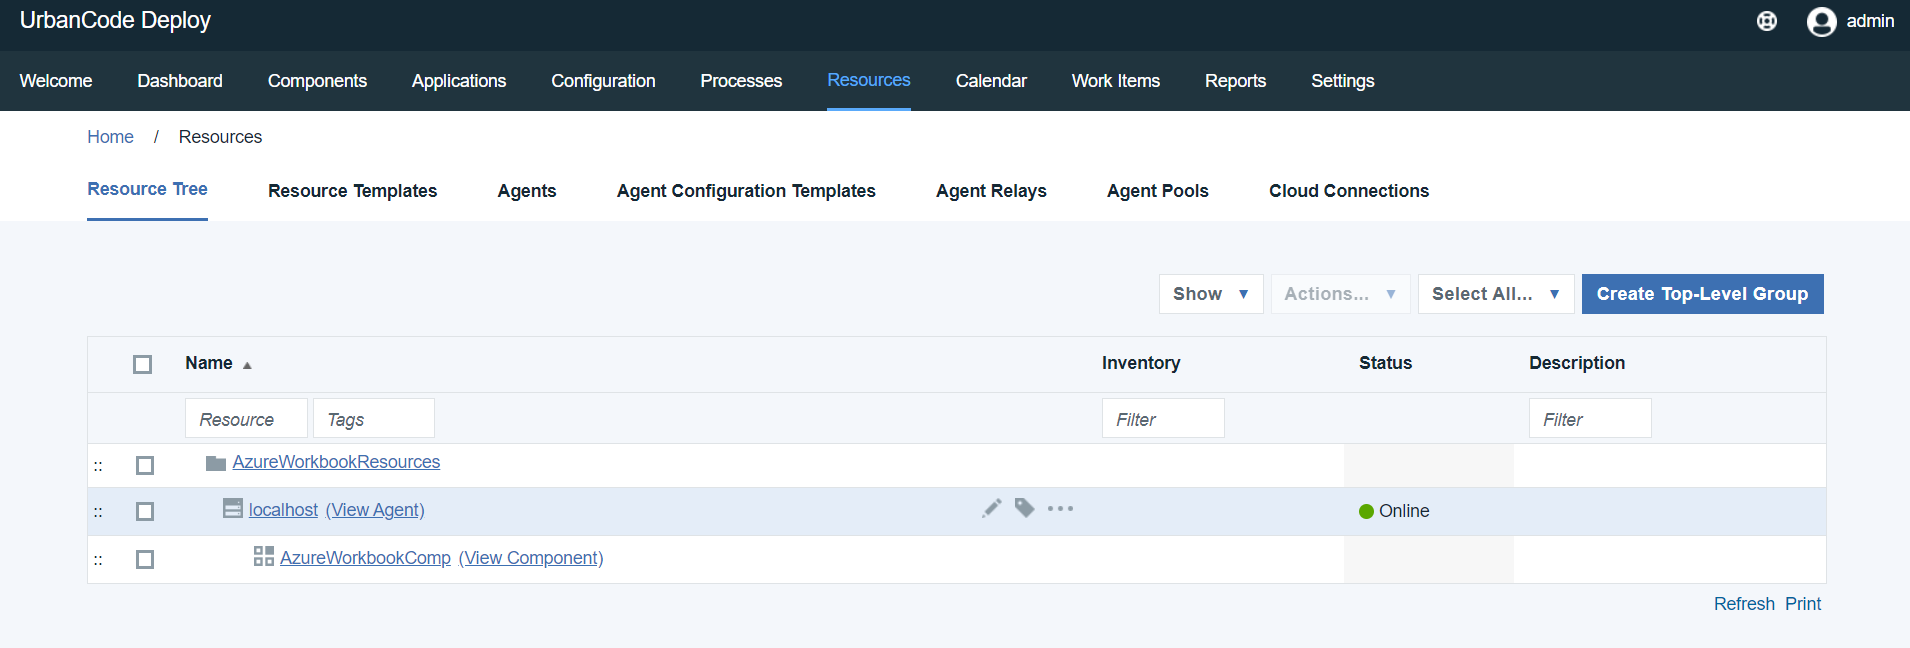 UrbanCode Deploy
admin
Welcome Dashboard Components Applications Configuration Processes Resources Calendar Work Items Reports Settings
Home / Resources
Resource Tree Resource Templates Agents Agent Configuration Templates Agent Relays Agent Pools Cloud Connections
Show Actions... Select All... Create Top-Level Group
Name Inventory Status Description
Resource Tags Filter Filter
AzureWorkbookResources
localhost (View Agent) Online
AzureWorkbookComp (View Component)
Refresh Print